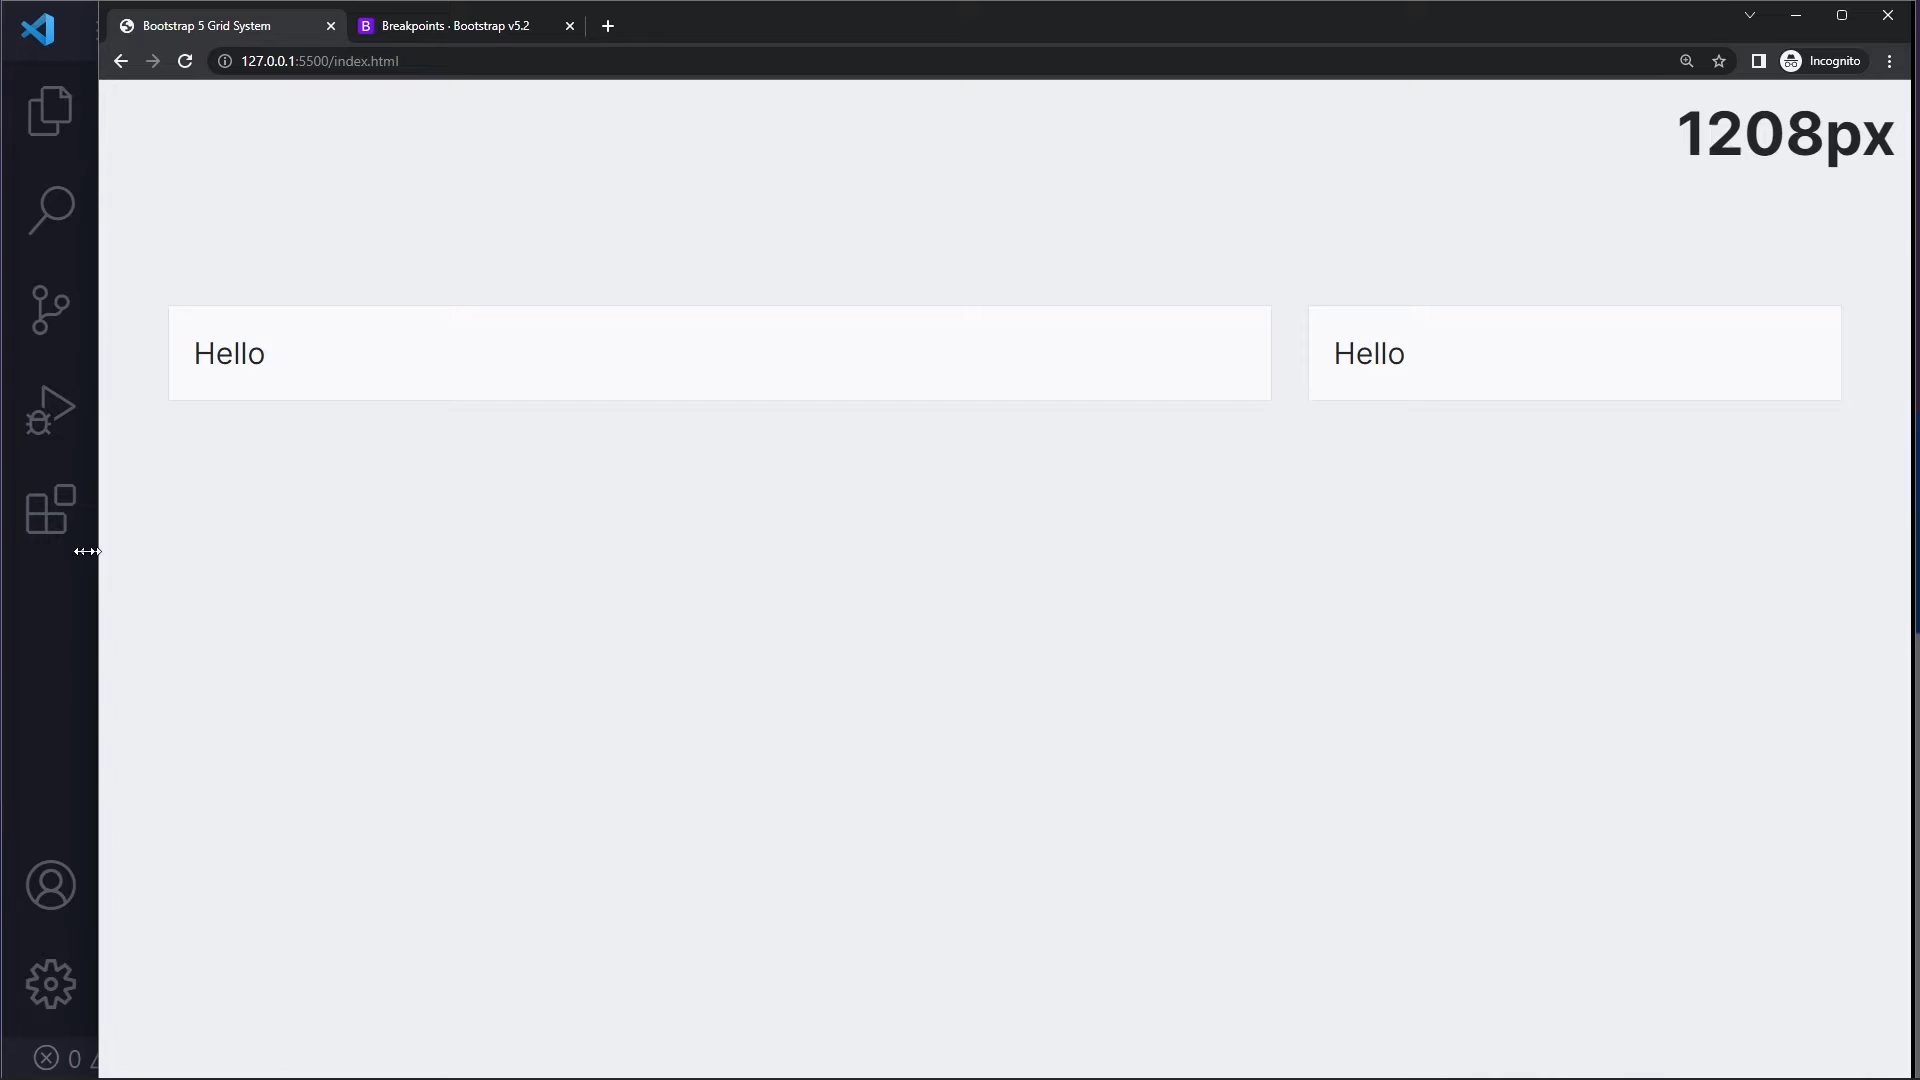 Bootstrap 5 Grid System
B Breakpoints · Bootstrap v5.2
127.0.0.1:5500/index.html
Incognito
1208px
Hello
Hello
0